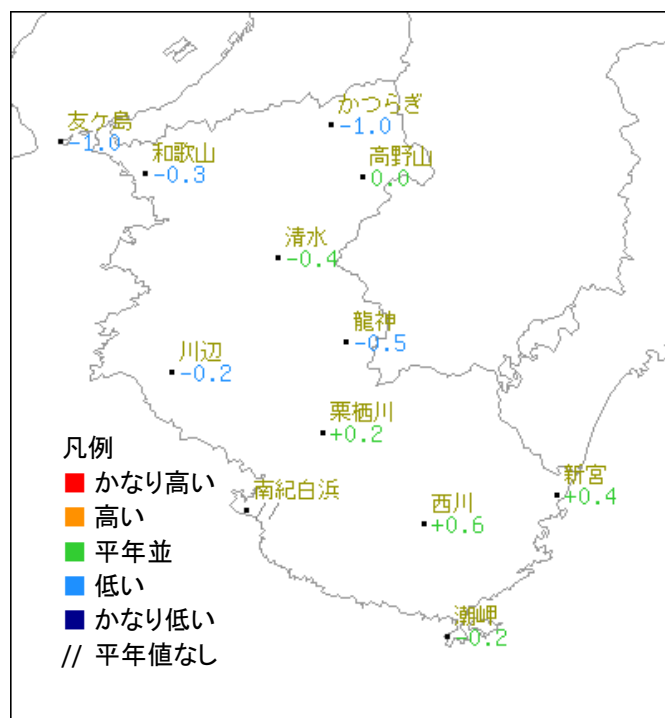 友ケ島
-1.0
かつらぎ
-1.0
和歌山
-0.3
高野山
0.0
清水
-0.4
龍神
-0.5
川辺
-0.2
栗栖川
+0.2
南紀白浜
//
西川
+0.6
新宮
+0.4
潮岬
-0.2
凡例
かなり高い
高い
平年並
低い
かなり低い
// 平年値なし